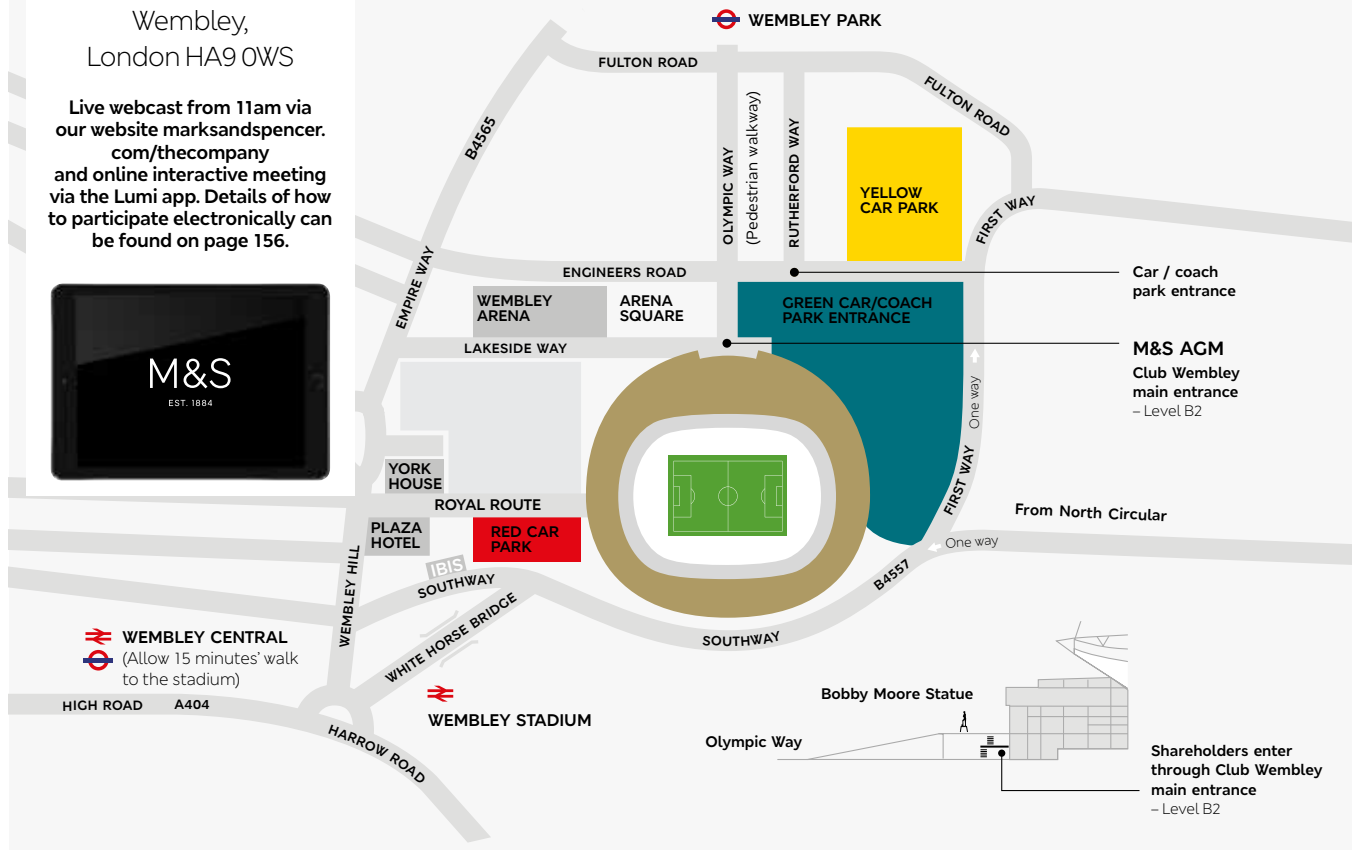 Wembley,
London HA9 0WS
Live webcast from 11am via
our website marksandspencer.
com/thecompany
and online interactive meeting
via the Lumi app. Details of how
to participate electronically can
be found on page 156.
M&S
EST. 1884
WEMBLEY PARK
FULTON ROAD
FULTON ROAD
B4565
OLYMPIC WAY
(Pedestrian walkway)
RUTHERFORD WAY
YELLOW
CAR PARK
FIRST WAY
EMPIRE WAY
ENGINEERS ROAD
Car / coach
park entrance
WEMBLEY
ARENA
ARENA
SQUARE
GREEN CAR/COACH
PARK ENTRANCE
LAKESIDE WAY
M&S AGM
Club Wembley
main entrance
– Level B2
One way
FIRST WAY
YORK
HOUSE
ROYAL ROUTE
From North Circular
One way
PLAZA
HOTEL
RED CAR
PARK
IBIS
SOUTHWAY
B4557
WEMBLEY HILL
WHITE HORSE BRIDGE
SOUTHWAY
WEMBLEY CENTRAL
(Allow 15 minutes’ walk
to the stadium)
HIGH ROAD A404
WEMBLEY STADIUM
HARROW ROAD
Bobby Moore Statue
Olympic Way
Shareholders enter
through Club Wembley
main entrance
– Level B2